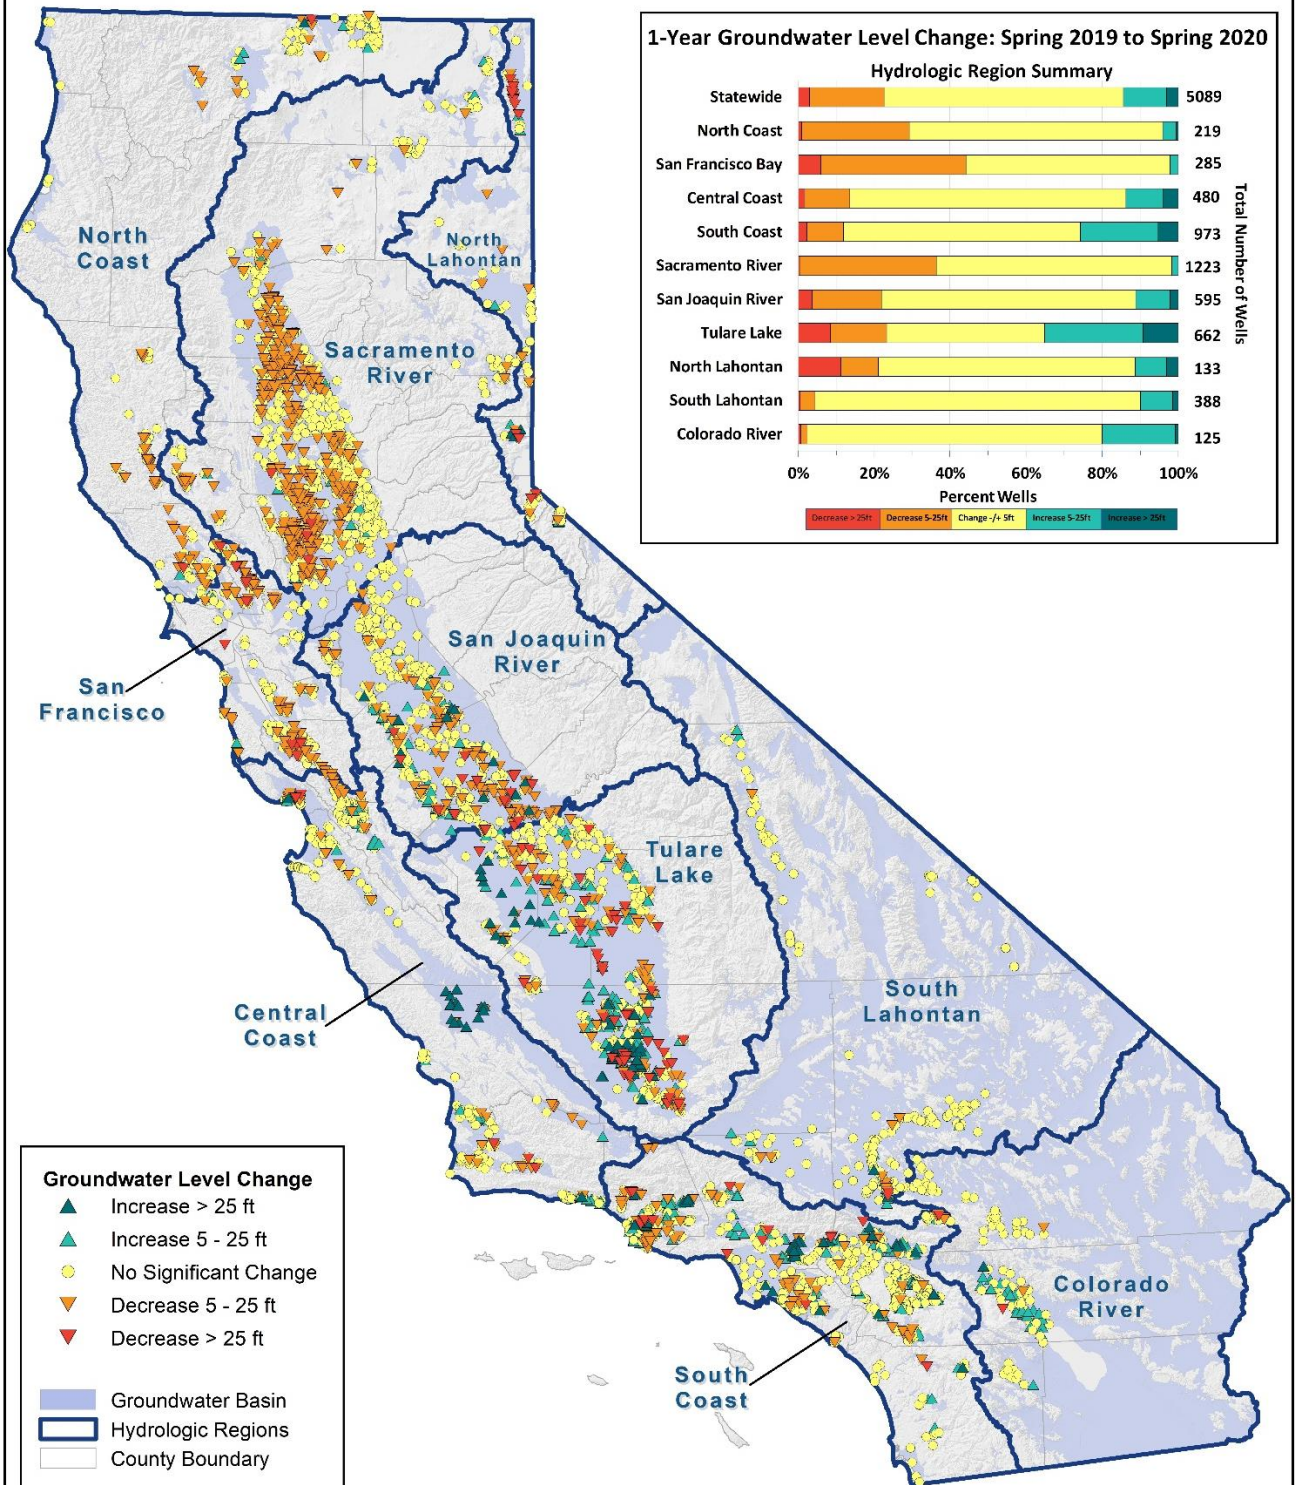 1-Year Groundwater Level Change: Spring 2019 to Spring 2020
Hydrologic Region Summary
Statewide 5089
North Coast 219
San Francisco Bay 285
Central Coast 480
South Coast 973
Sacramento River 1223
San Joaquin River 595
Tulare Lake 662
North Lahontan 133
South Lahontan 388
Colorado River 125
Total Number of Wells
0% 20% 40% 60% 80% 100%
Percent Wells
Decrease > 25ft Decrease 5-25ft Change -/+ 5ft Increase 5-25ft Increase > 25ft
North
Coast
North
Lahontan
Sacramento
River
San Joaquin
River
San
Francisco
Tulare
Lake
Central
Coast
South
Lahontan
Colorado
River
South
Coast
Groundwater Level Change
Increase > 25 ft
Increase 5 - 25 ft
No Significant Change
Decrease 5 - 25 ft
Decrease > 25 ft
Groundwater Basin
Hydrologic Regions
County Boundary